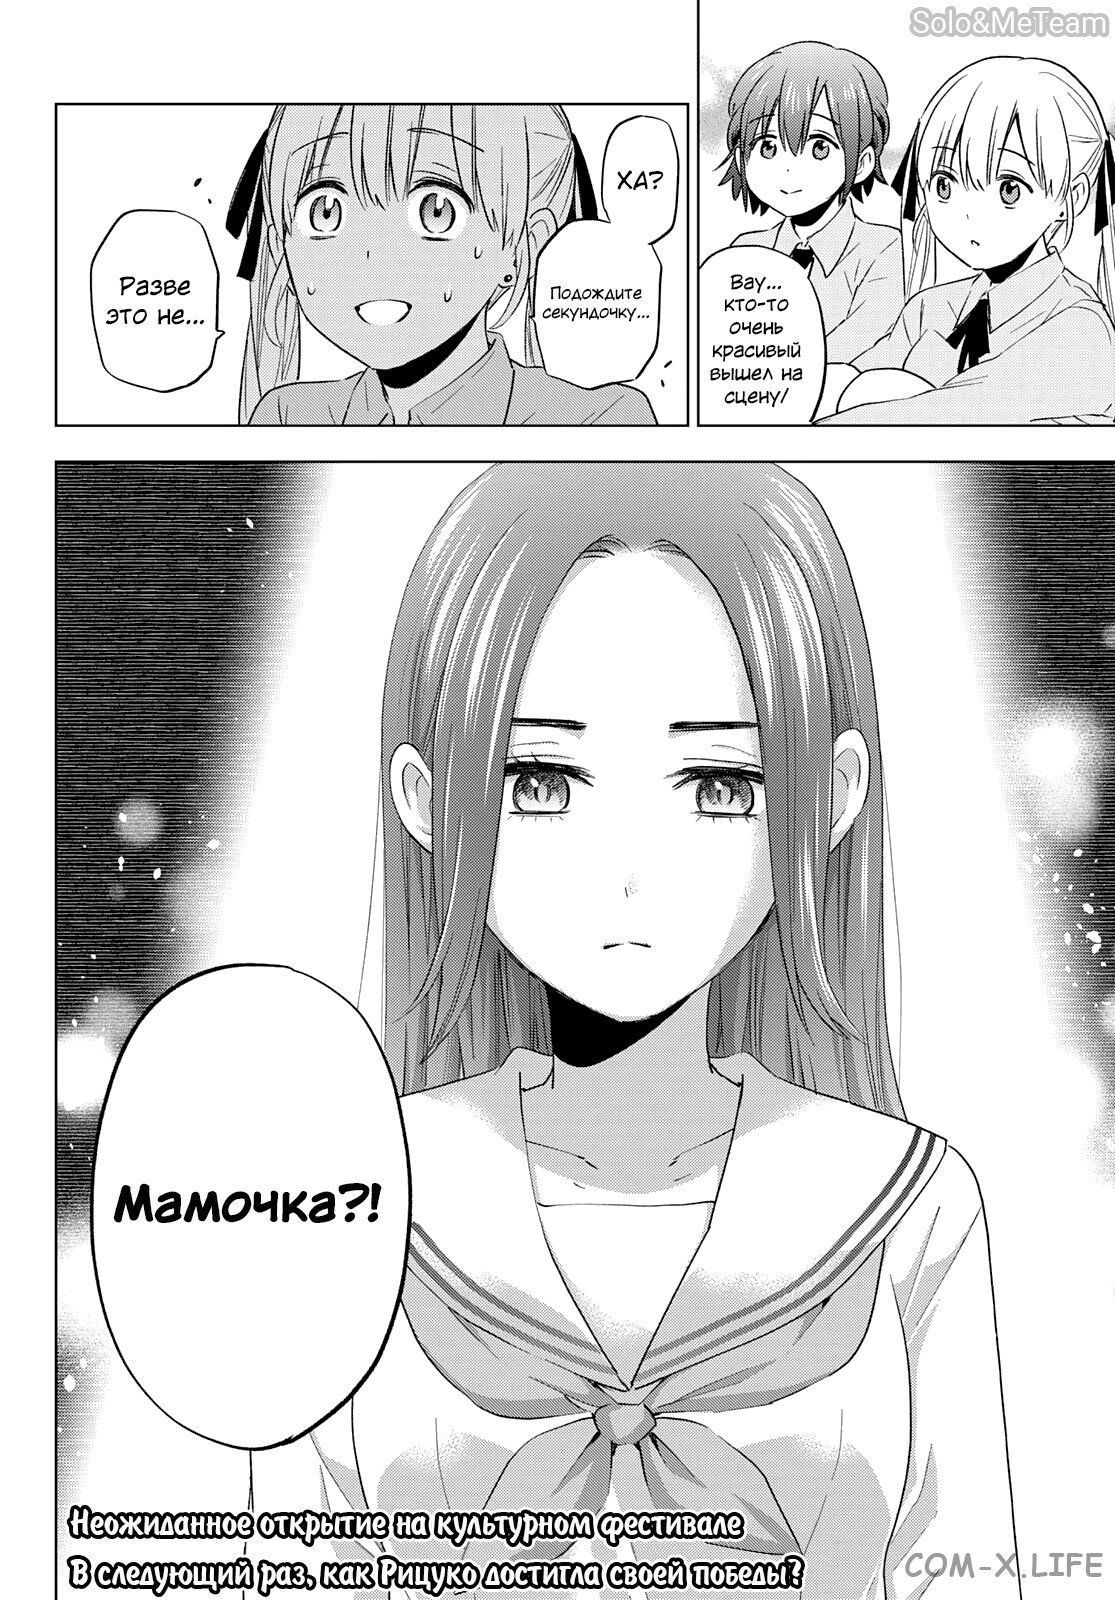 Solo&MeTeam
Вау...
кто-то
очень
красивый
вышел на
сцену/
ХА?
Подождите
секундочку...
Разве
это не...
Мамочка?!
Неожиданное открытие на культурном фестивале
В следующий раз, как Рицуко достигла своей победы?
COM-X.LIFE